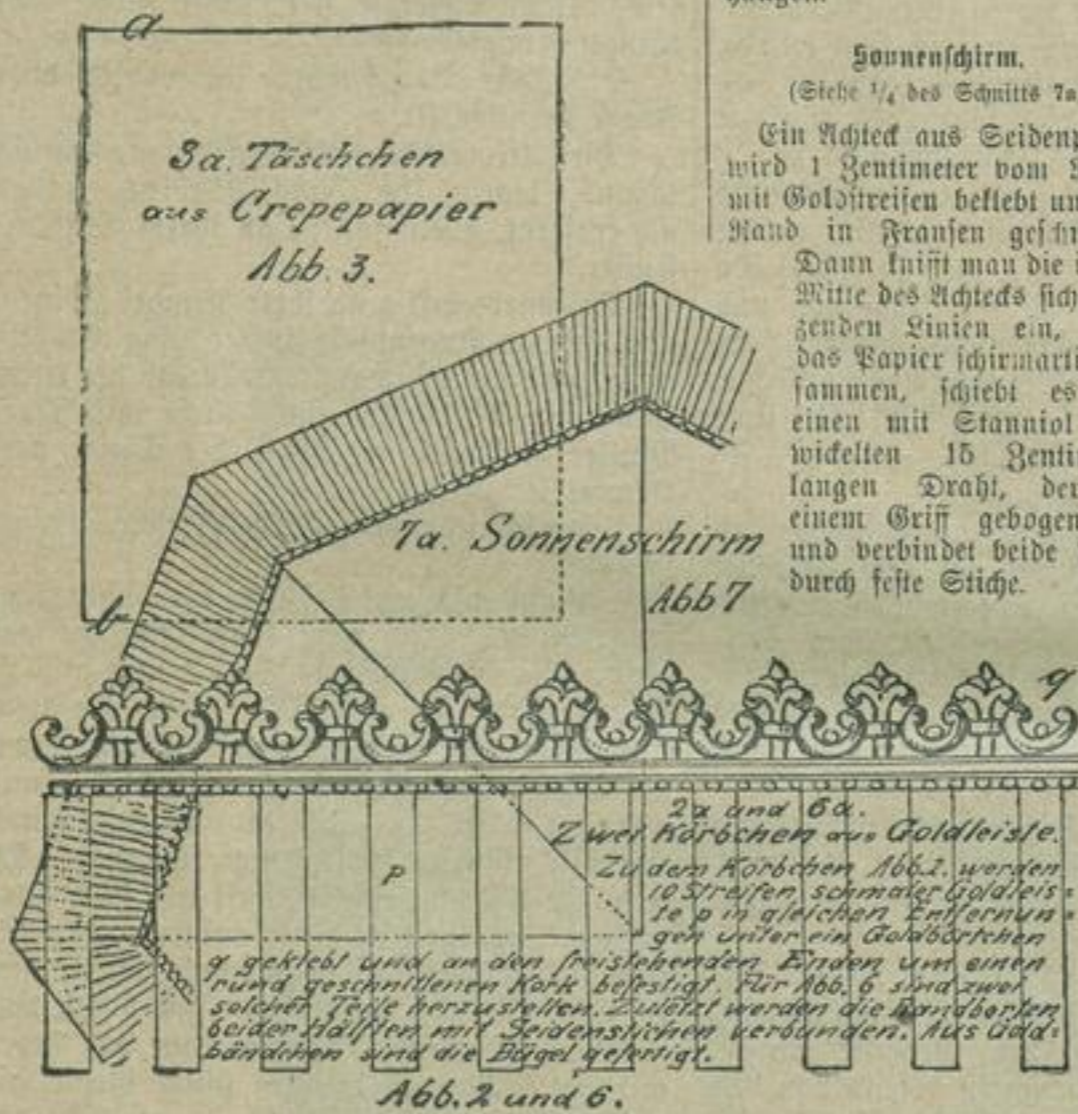 a
3a. Täschchen
aus Crepepapier
Abb. 3.
b
Sonnenschirm.
(Siehe 1/4 des Schnitts 7a
Ein Achteck aus Seidenp
wird 1 Zentimeter vom
mit Goldstreifen beklebt un
Rand in Fransen geschn
Dann knifft man die i
Mitte des Achtecks sich
zenden Linien ein,
das Papier schirmarti
sammen, schiebt es
einen mit Stanniol
wickelten 15 Zenti
langen Draht, der
einem Griff gebogen
und verbindet beide
durch feste Stiche.
7a. Sonnenschirm
Abb 7
q
p
2a und 6a.
Zwei Körbchen aus Goldleiste.
Zu dem Körbchen Abb. 2. werden
10 Streifen schmaler Goldleis=
te p in gleichen Entfernun=
gen unter ein Goldbörtchen
q geklebt und an den freistehenden Enden um einen
rund geschnittenen Kork befestigt. Für Abb. 6 sind zwei
solcher Teile herzustellen. Zuletzt werden die Randborten
beider Hälften mit Seidenstichen verbunden. Aus Gold=
bändchen sind die Bügel gefertigt.
Abb. 2 und 6.